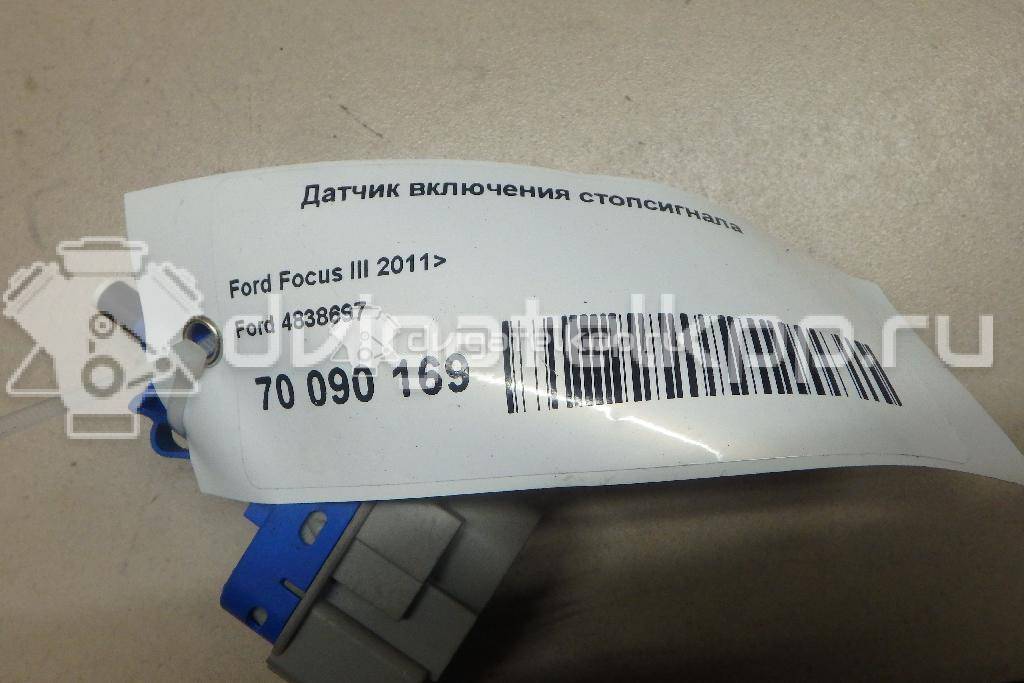 Датчик включения стопсигнала
Ford Focus III 2011>
Ford 4838697
70 090 169